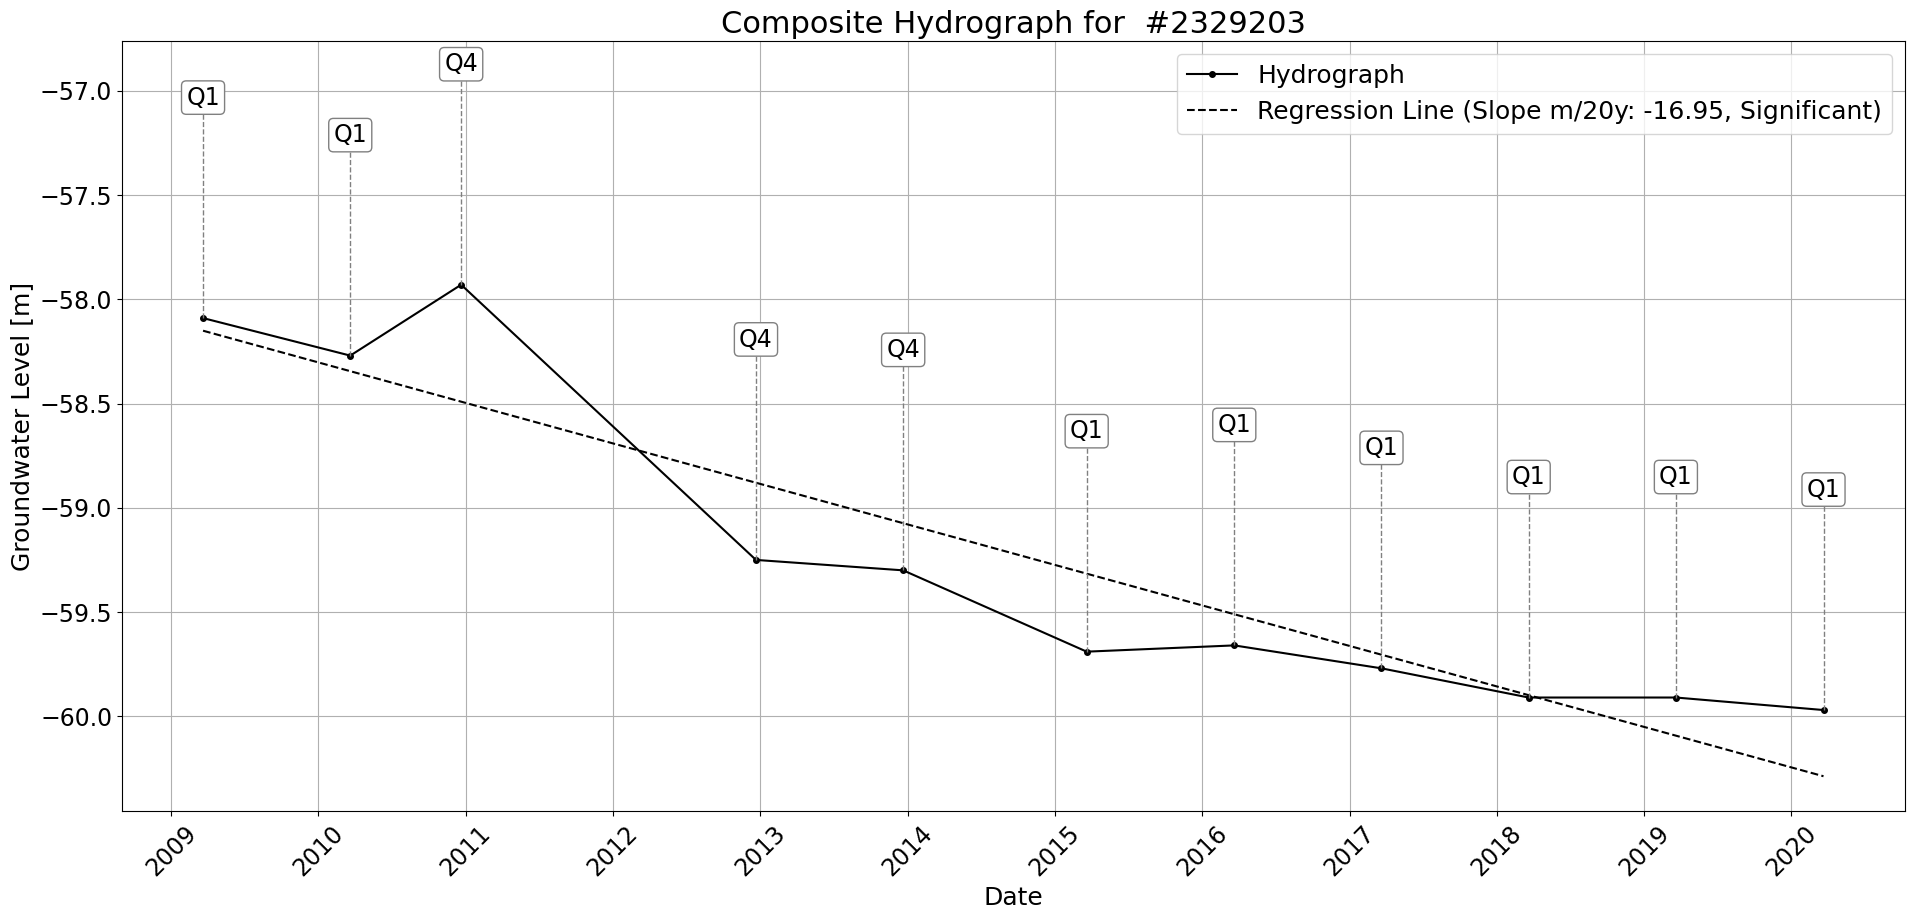 Composite Hydrograph for  #2329203
Hydrograph
Regression Line (Slope m/20y: -16.95, Significant)
Q1
Q1
Q4
Q4
Q4
Q1
Q1
Q1
Q1
Q1
Q1
−57.0
−57.5
−58.0
−58.5
−59.0
−59.5
−60.0
Groundwater Level [m]
2009
2010
2011
2012
2013
2014
2015
2016
2017
2018
2019
2020
Date